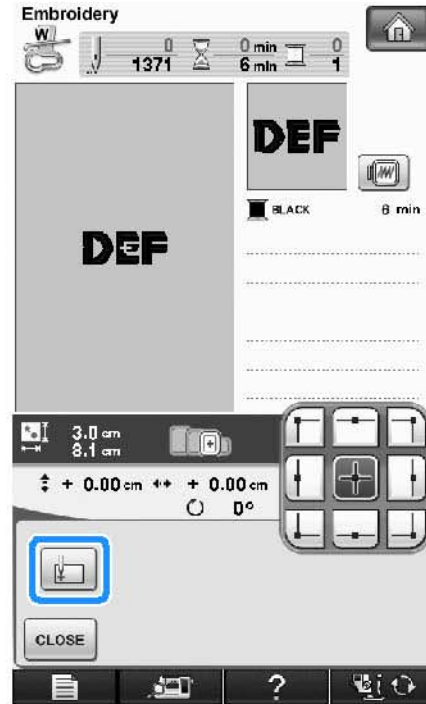 Embroidery
W
0 0 min 0
1371 6 min 1
DEF
BLACK 6 min
DEF
3.0 cm
8.1 cm
+ 0.00 cm + 0.00 cm
0°
CLOSE
?